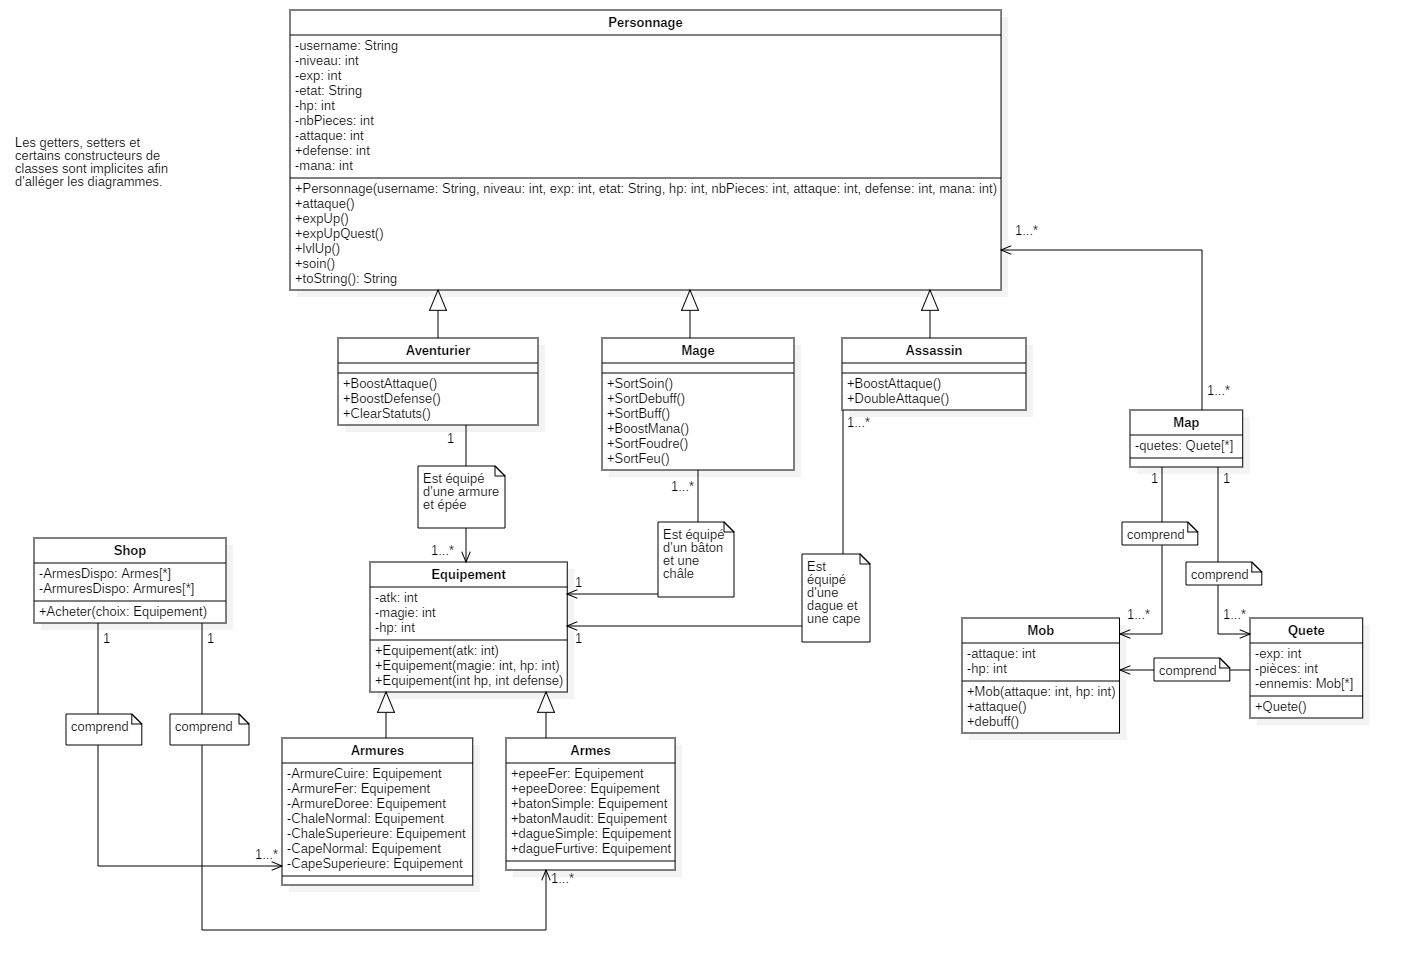 Personnage
-username: String
-niveau: int
-exp: int
-etat: String
-hp: int
-nbPieces: int
-attaque: int
+defense: int
-mana: int
+Personnage(username: String, niveau: int, exp: int, etat: String, hp: int, nbPieces: int, attaque: int, defense: int, mana: int)
+attaque()
+expUp()
+expUpQuest()
+lvlUp()
+soin()
+toString(): String
Les getters, setters et
certains constructeurs de
classes sont implicites afin
d'alléger les diagrammes.
1...*
1...*
Aventurier
+BoostAttaque()
+BoostDefense()
+ClearStatuts()
Mage
+SortSoin()
+SortDebuff()
+SortBuff()
+BoostMana()
+SortFoudre()
+SortFeu()
Assassin
+BoostAttaque()
+DoubleAttaque()
Map
-quetes: Quete[*]
1
Est équipé
d'une armure
et épée
1...*
1...*
Est équipé
d'un bâton
et une
châle
1
1...*
Est
équipé
d'une
dague et
une cape
1
1
comprend
1...*
1
comprend
1...*
Shop
-ArmesDispo: Armes[*]
-ArmuresDispo: Armures[*]
+Acheter(choix: Equipement)
Equipement
-atk: int
-magie: int
-hp: int
+Equipement(atk: int)
+Equipement(magie: int, hp: int)
+Equipement(int hp, int defense)
Mob
-attaque: int
-hp: int
+Mob(attaque: int, hp: int)
+attaque()
+debuff()
comprend
Quete
-exp: int
-pièces: int
-ennemis: Mob[*]
+Quete()
1
1
comprend
comprend
1...*
1...*
Armures
-ArmureCuire: Equipement
-ArmureFer: Equipement
-ArmureDoree: Equipement
-ChaleNormal: Equipement
-ChaleSuperieure: Equipement
-CapeNormal: Equipement
-CapeSuperieure: Equipement
Armes
+epeeFer: Equipement
+epeeDoree: Equipement
+batonSimple: Equipement
+batonMaudit: Equipement
+dagueSimple: Equipement
+dagueFurtive: Equipement